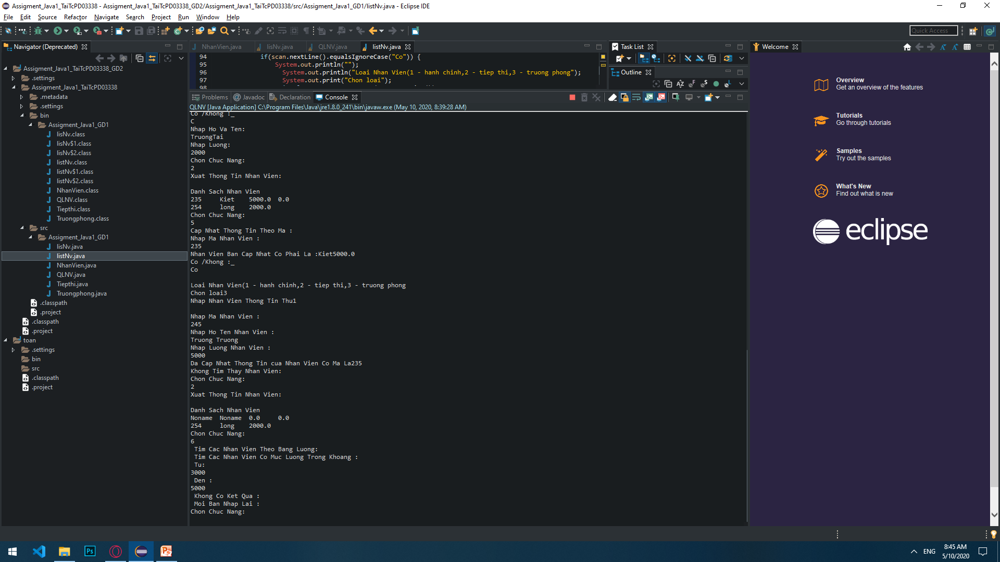 Assigment_Java1_TaiTcPD03338 - Assigment_Java1_TaiTcPD03338_GD2/Assigment_Java1_TaiTcPD03338/src/Assigment_Java1_GD1/listNv.java - Eclipse IDE
File Edit Source Refactor Navigate Search Project Run Window Help
Quick Access
Navigator (Deprecated)
Assigment_Java1_TaiTcPD03338_GD2
.settings
Assigment_Java1_TaiTcPD03338
.metadata
.settings
bin
Assigment_Java1_GD1
lisNv.class
lisNv$1.class
lisNv$2.class
listNv.class
listNv$1.class
listNv$2.class
NhanVien.class
QLNV.class
Tiepthi.class
Truongphong.class
src
Assigment_Java1_GD1
lisNv.java
listNv.java
NhanVien.java
QLNV.java
Tiepthi.java
Truongphong.java
.classpath
.project
.classpath
.project
toan
.settings
bin
src
.classpath
.project
NhanVien.java lisNv.java QLNV.java listNv.java
94 if(scan.nextLine().equalsIgnoreCase("Co")) {
95 System.out.println("");
96 System.out.println("Loai Nhan Vien(1 - hanh chinh,2 - tiep thi,3 - truong phong");
97 System.out.print("Chon loai");
98
Problems @ Javadoc Declaration Console
QLNV [Java Application] C:\Program Files\Java\jre1.8.0_241\bin\javaw.exe (May 10, 2020, 8:39:28 AM)
Co /Khong :_
C
Nhap Ho Va Ten:
TruongTai
Nhap Luong:
2000
Chon Chuc Nang:
2
Xuat Thong Tin Nhan Vien:
Danh Sach Nhan Vien
235 Kiet 5000.0 0.0
254 long 2000.0
Chon Chuc Nang:
5
Cap Nhat Thong Tin Theo Ma :
Nhap Ma Nhan Vien :
235
Nhan Vien Ban Cap Nhat Co Phai La :Kiet5000.0
Co /Khong :_
Co
Loai Nhan Vien(1 - hanh chinh,2 - tiep thi,3 - truong phong
Chon loai3
Nhap Nhan Vien Thong Tin Thu1
Nhap Ma Nhan Vien :
245
Nhap Ho Ten Nhan Vien :
Truong Truong
Nhap Luong Nhan Vien :
5000
Da Cap Nhat Thong Tin cua Nhan Vien Co Ma La235
Khong Tim Thay Nhan Vien:
Chon Chuc Nang:
2
Xuat Thong Tin Nhan Vien:
Danh Sach Nhan Vien
Noname Noname 0.0 0.0
254 long 2000.0
Chon Chuc Nang:
6
Tim Cac Nhan Vien Theo Bang Luong:
Tim Cac Nhan Vien Co Muc Luong Trong Khoang :
Tu:
3000
Den :
5000
Khong Co Ket Qua :
Moi Ban Nhap Lai :
Chon Chuc Nang:
Task List
Outline
Welcome
Overview
Get an overview of the features
Tutorials
Go through tutorials
Samples
Try out the samples
What's New
Find out what is new
eclipse
Ps
ENG
8:45 AM
5/10/2020